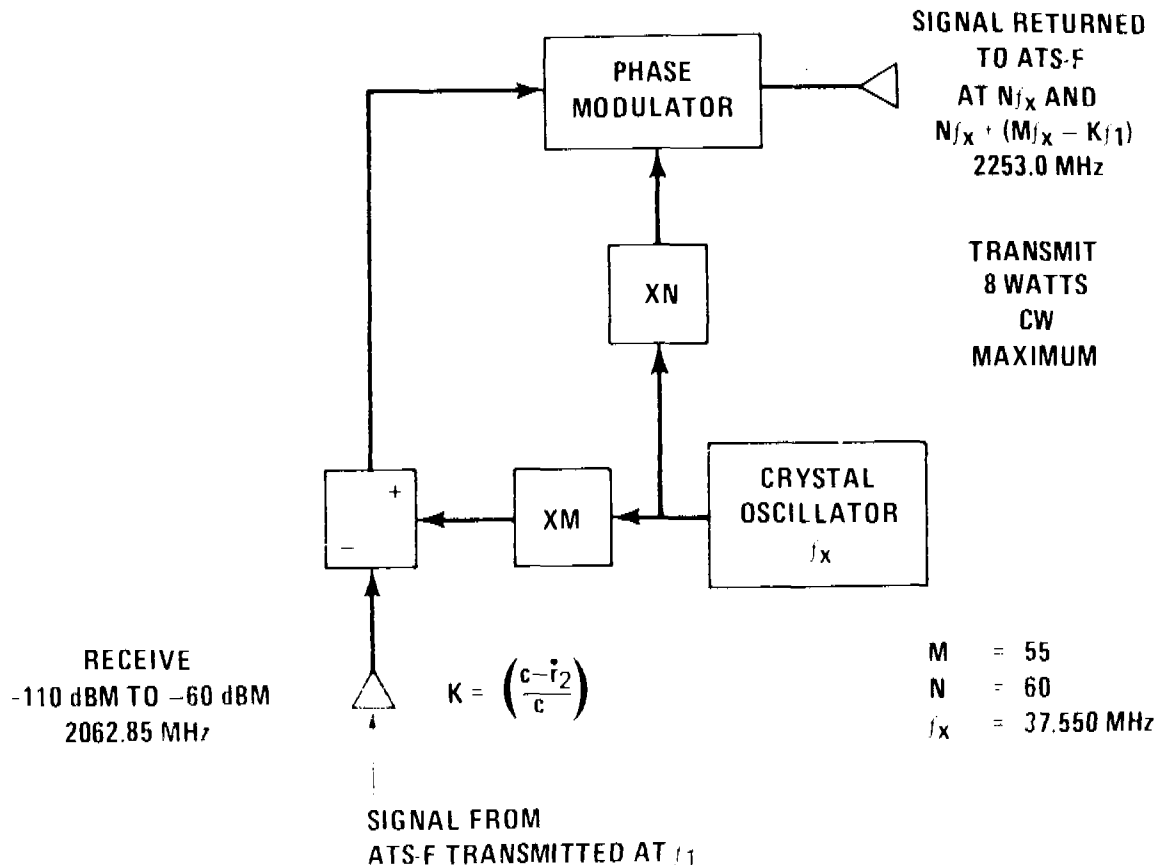 SIGNAL RETURNED
TO ATS-F
AT Nfx AND
Nfx + (Mfx – Kf1)
2253.0 MHz
PHASE
MODULATOR
TRANSMIT
8 WATTS
CW
MAXIMUM
XN
+
−
XM
CRYSTAL
OSCILLATOR
fx
RECEIVE
-110 dBM TO –60 dBM
2062.85 MHz
K = (c-ṙ2/c)
M = 55
N = 60
fx = 37.550 MHz
SIGNAL FROM
ATS-F TRANSMITTED AT f1